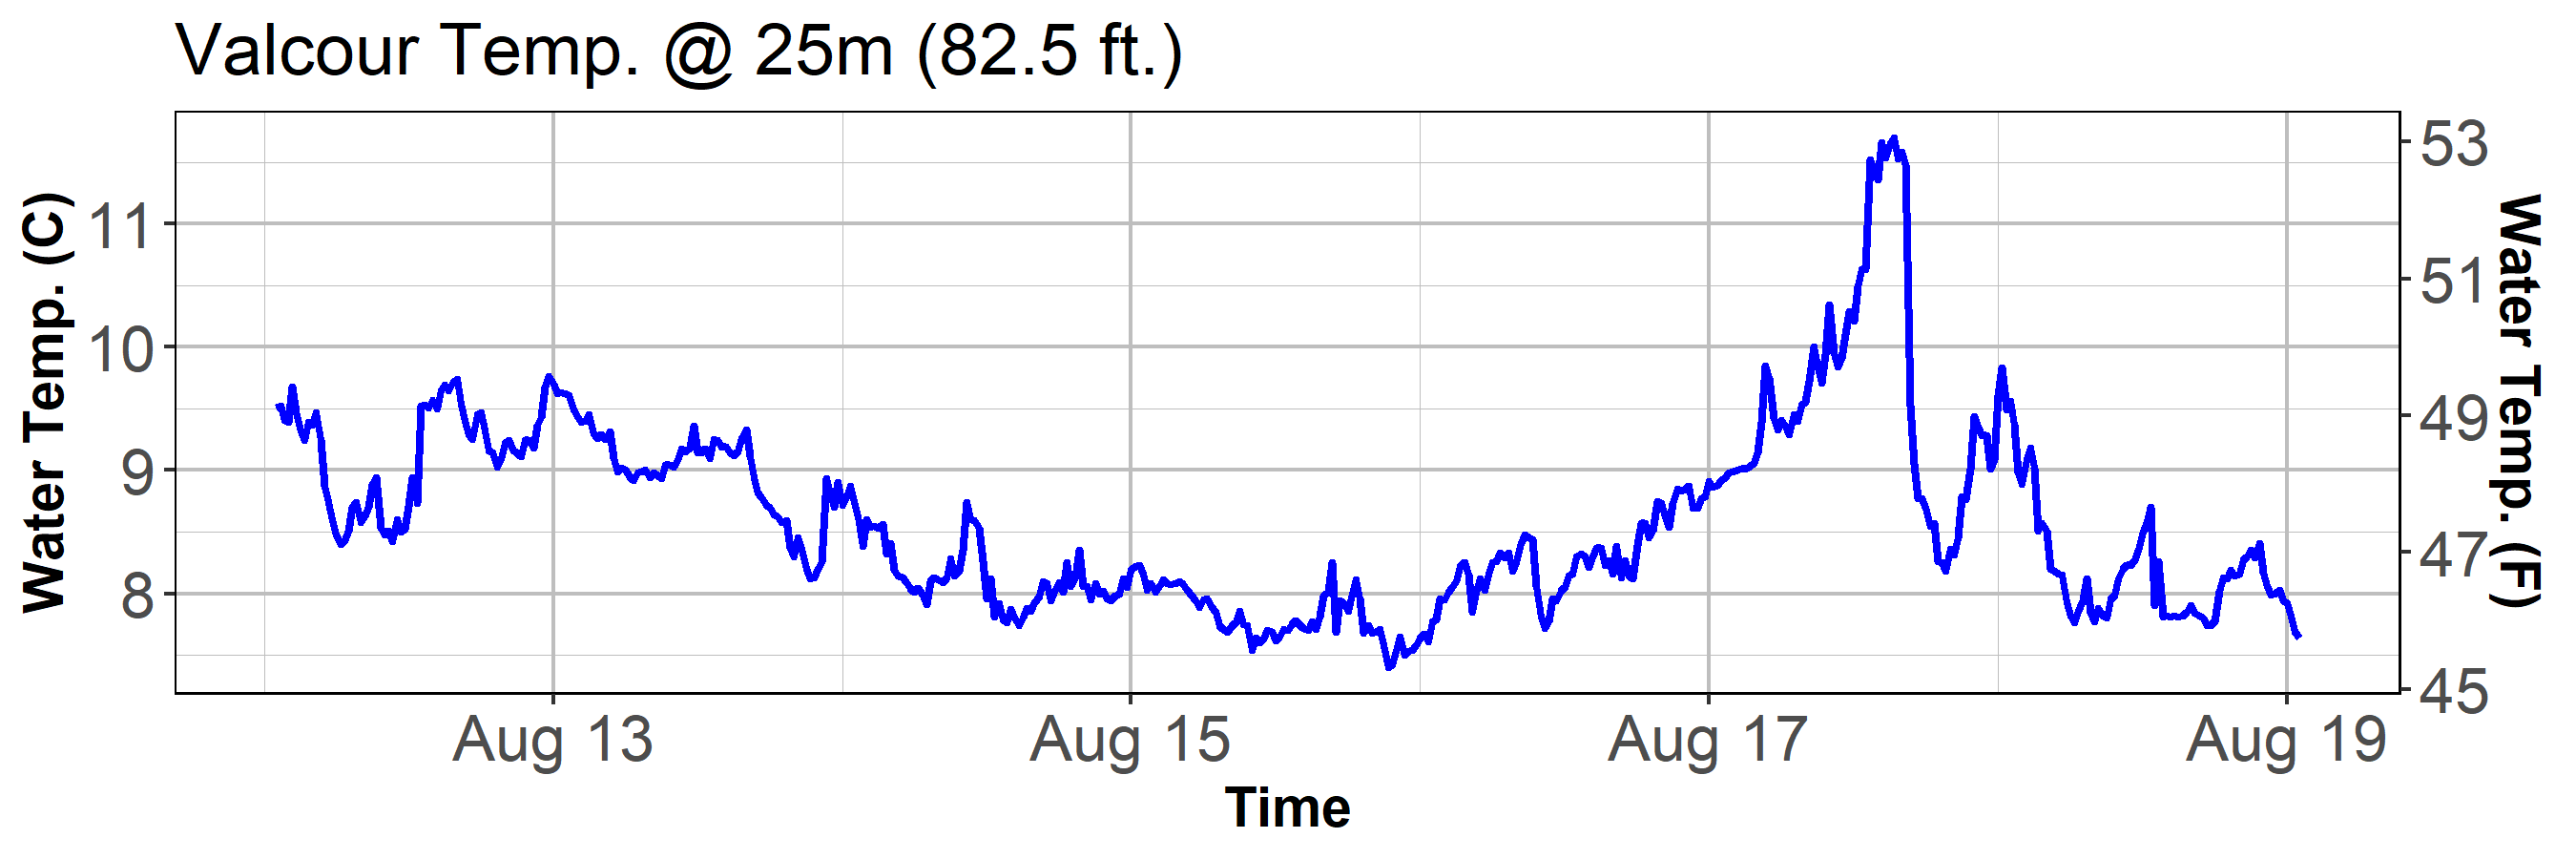 Valcour Temp. @ 25m (82.5 ft.)
Water Temp. (C)
11
10
9
8
53
51
49
47
45
Water Temp. (F)
Aug 13
Aug 15
Aug 17
Aug 19
Time